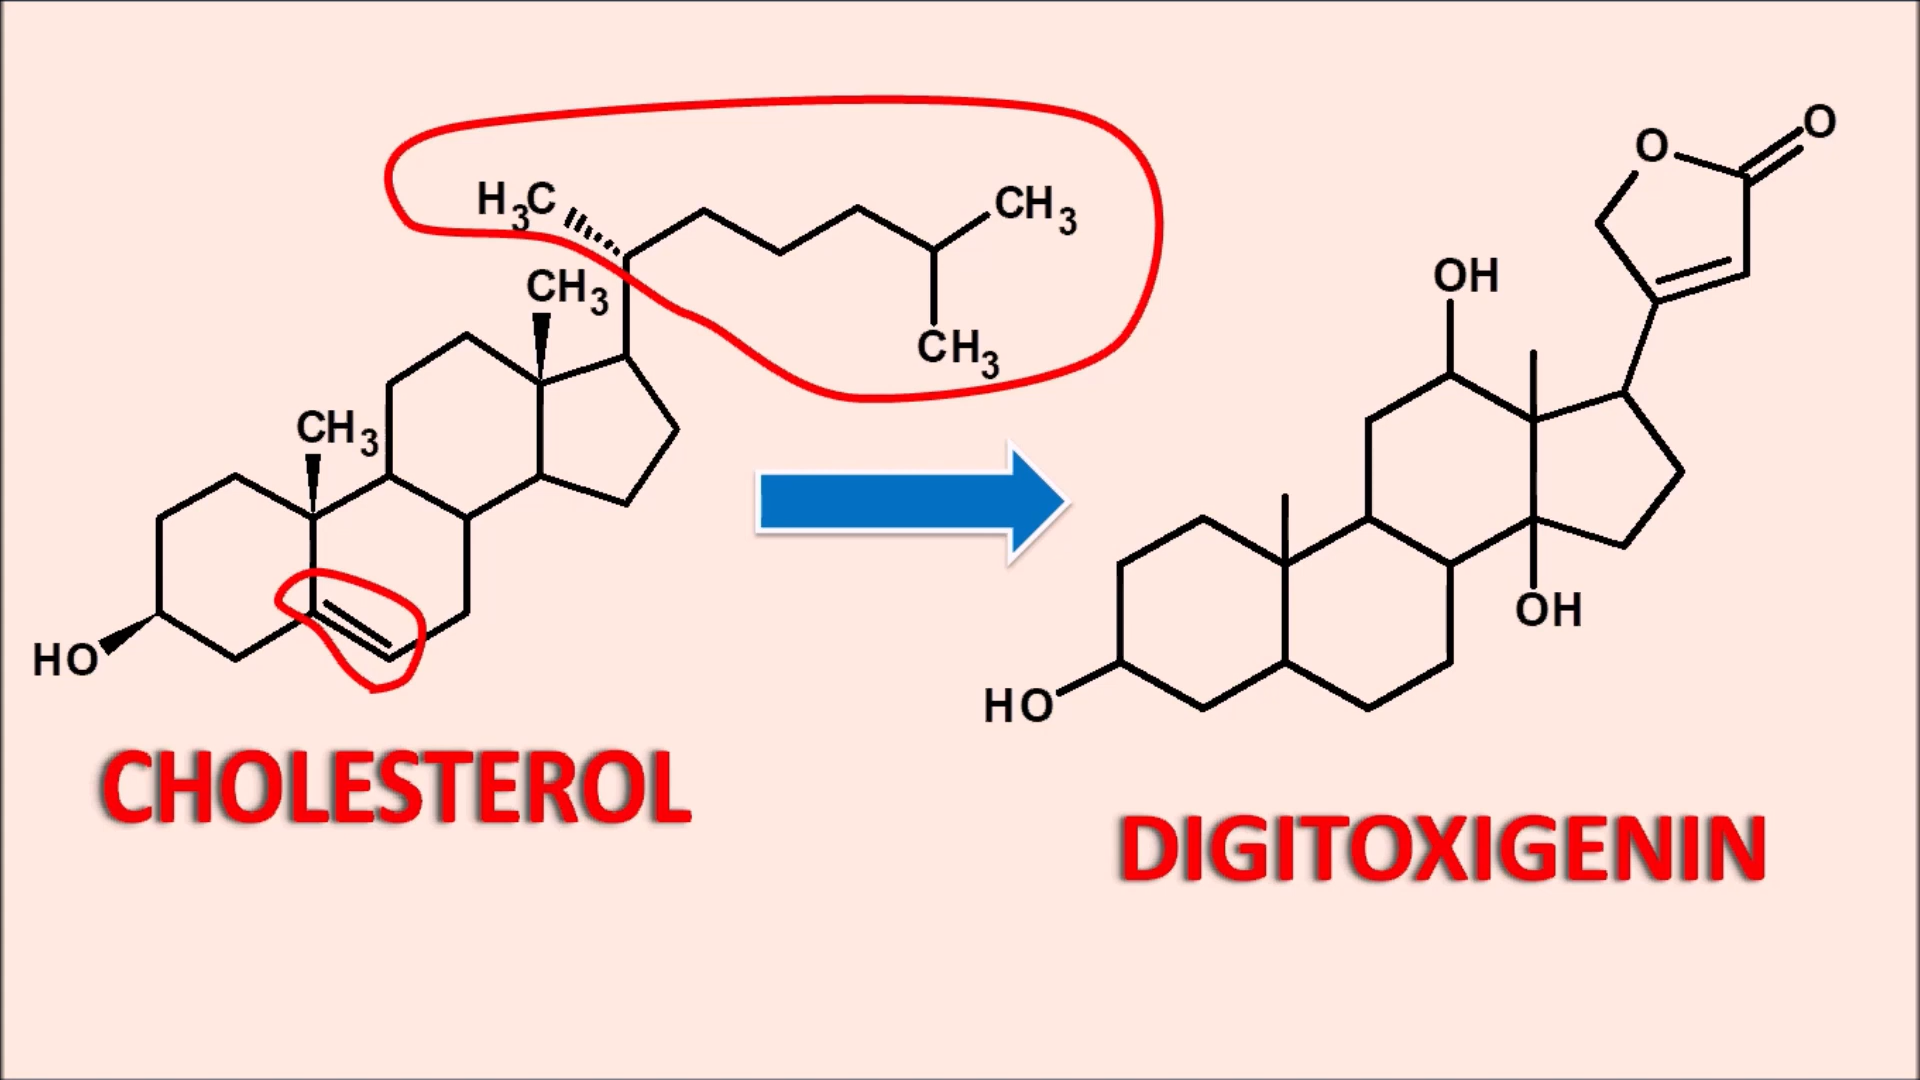 H3C
CH3
CH3
CH3
CH3
HO
CHOLESTEROL
O
O
OH
OH
HO
DIGITOXIGENIN